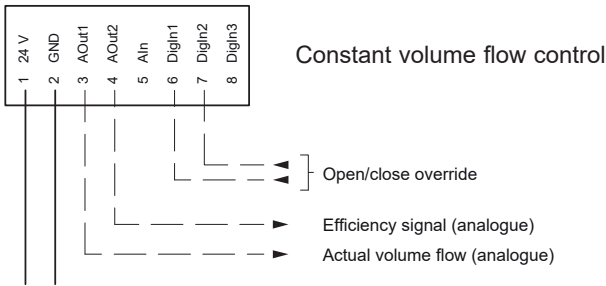 1 24 V
2 GND
3 AOut1
4 AOut2
5 AIn
6 DigIn1
7 DigIn2
8 DigIn3
Constant volume flow control
Open/close override
Efficiency signal (analogue)
Actual volume flow (analogue)